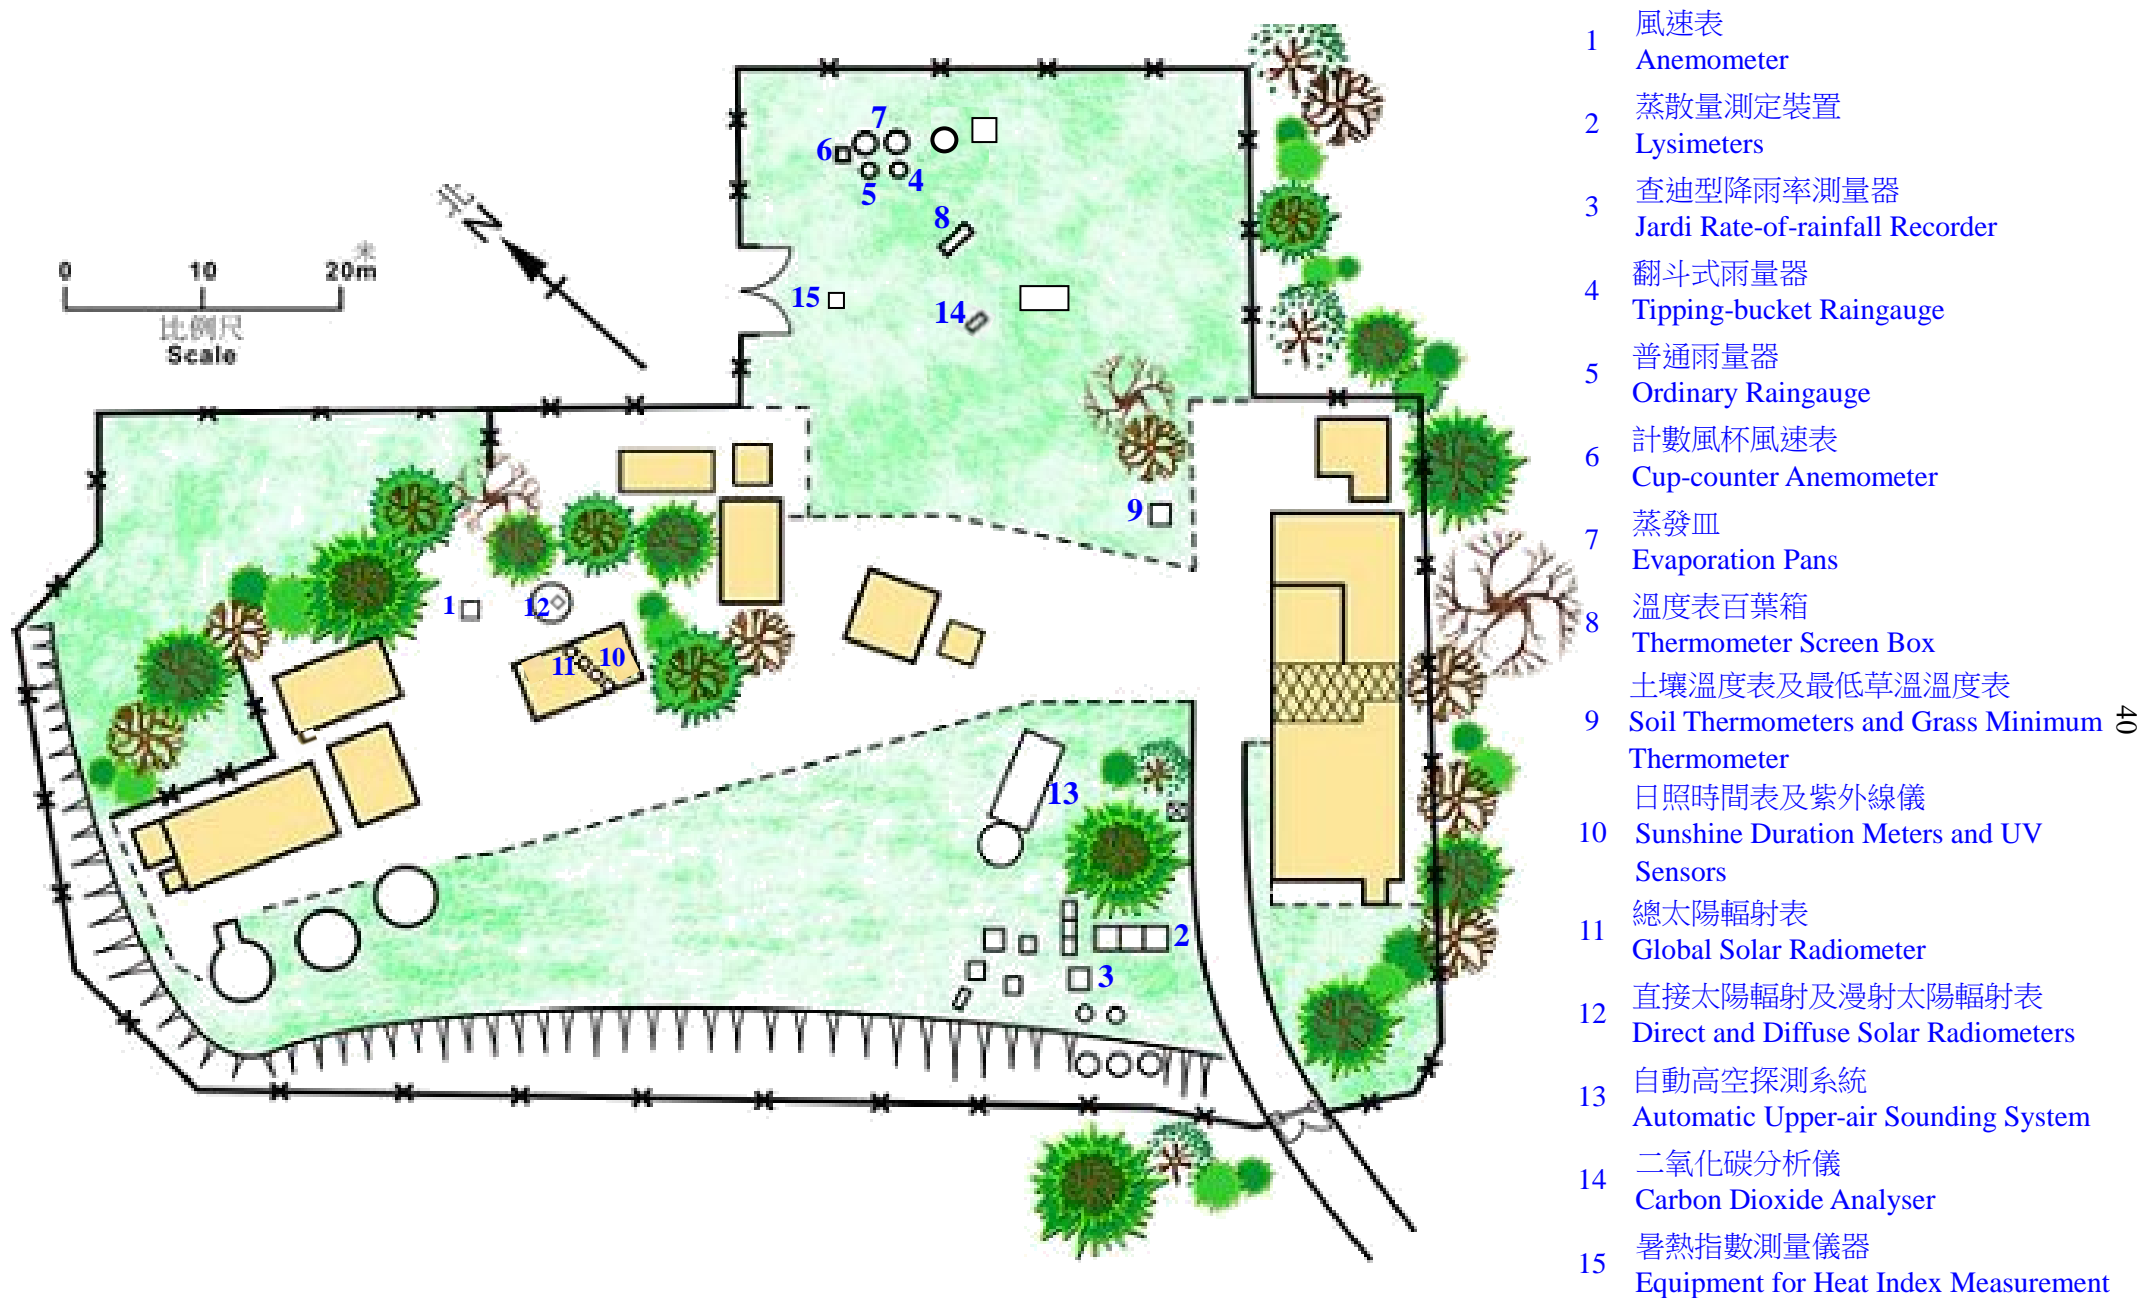 7
6
5
4
8
15
14
北
N
0 10 20m
米
比例尺
Scale
9
1
12
11
10
13
2
3
1 風速表
Anemometer
2 蒸散量測定裝置
Lysimeters
3 查迪型降雨率測量器
Jardi Rate-of-rainfall Recorder
4 翻斗式雨量器
Tipping-bucket Raingauge
5 普通雨量器
Ordinary Raingauge
6 計數風杯風速表
Cup-counter Anemometer
7 蒸發皿
Evaporation Pans
8 溫度表百葉箱
Thermometer Screen Box
土壤溫度表及最低草溫溫度表
9 Soil Thermometers and Grass Minimum
Thermometer
日照時間表及紫外線儀
10 Sunshine Duration Meters and UV
Sensors
11 總太陽輻射表
Global Solar Radiometer
12 直接太陽輻射及漫射太陽輻射表
Direct and Diffuse Solar Radiometers
13 自動高空探測系統
Automatic Upper-air Sounding System
14 二氧化碳分析儀
Carbon Dioxide Analyser
15 暑熱指數測量儀器
Equipment for Heat Index Measurement
40